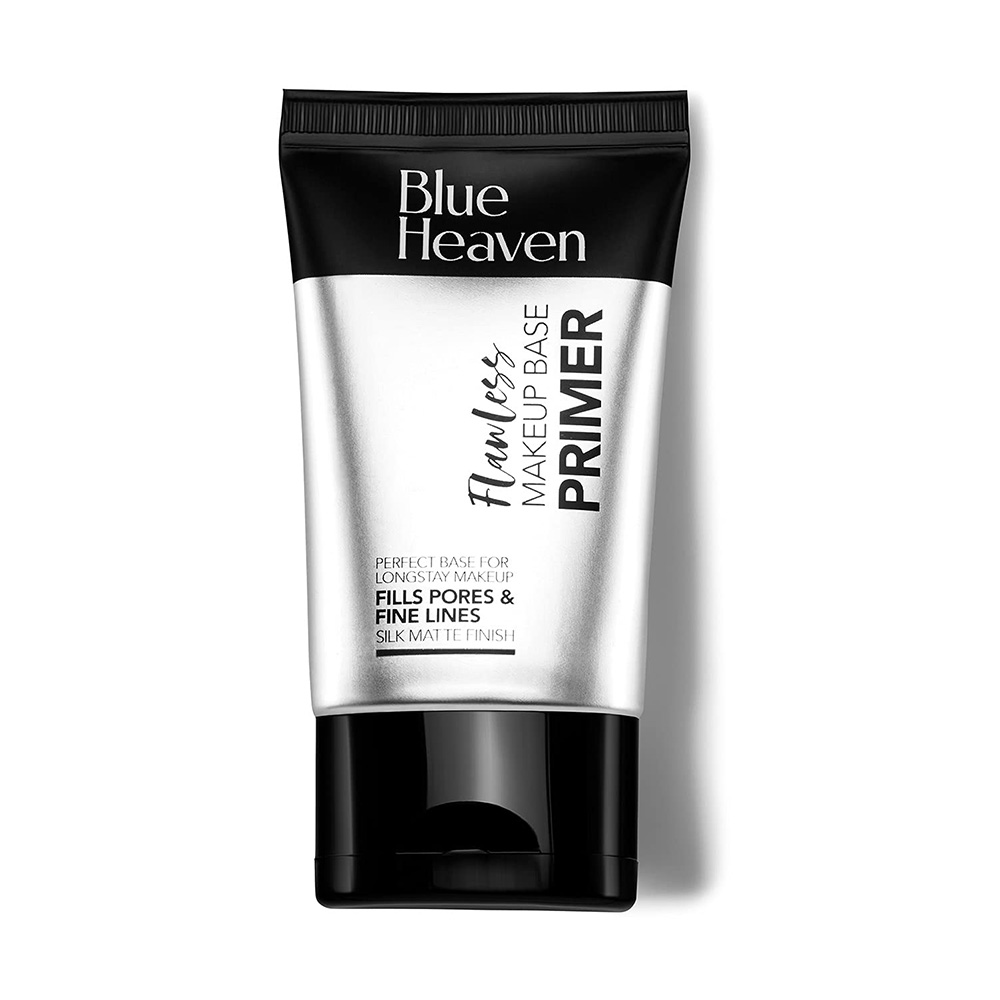 Blue
Heaven
Flawless
MAKEUP BASE
PRIMER
PERFECT BASE FOR
LONGSTAY MAKEUP
FILLS PORES &
FINE LINES
SILK MATTE FINISH